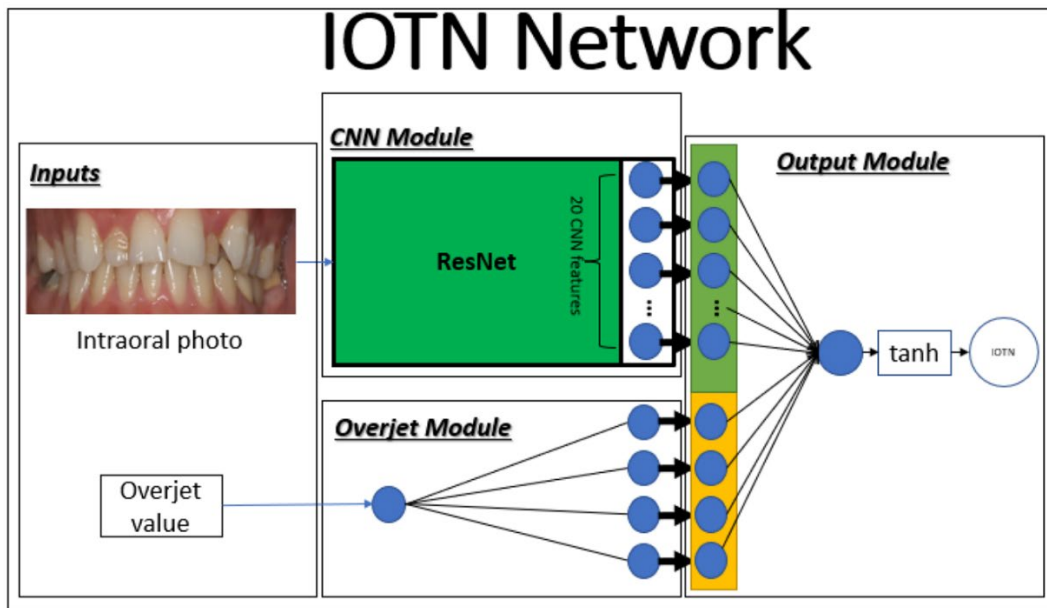 IOTN Network
Inputs
Intraoral photo
Overjet
value
CNN Module
ResNet
20 CNN features
...
Overjet Module
Output Module
...
tanh
IOTN